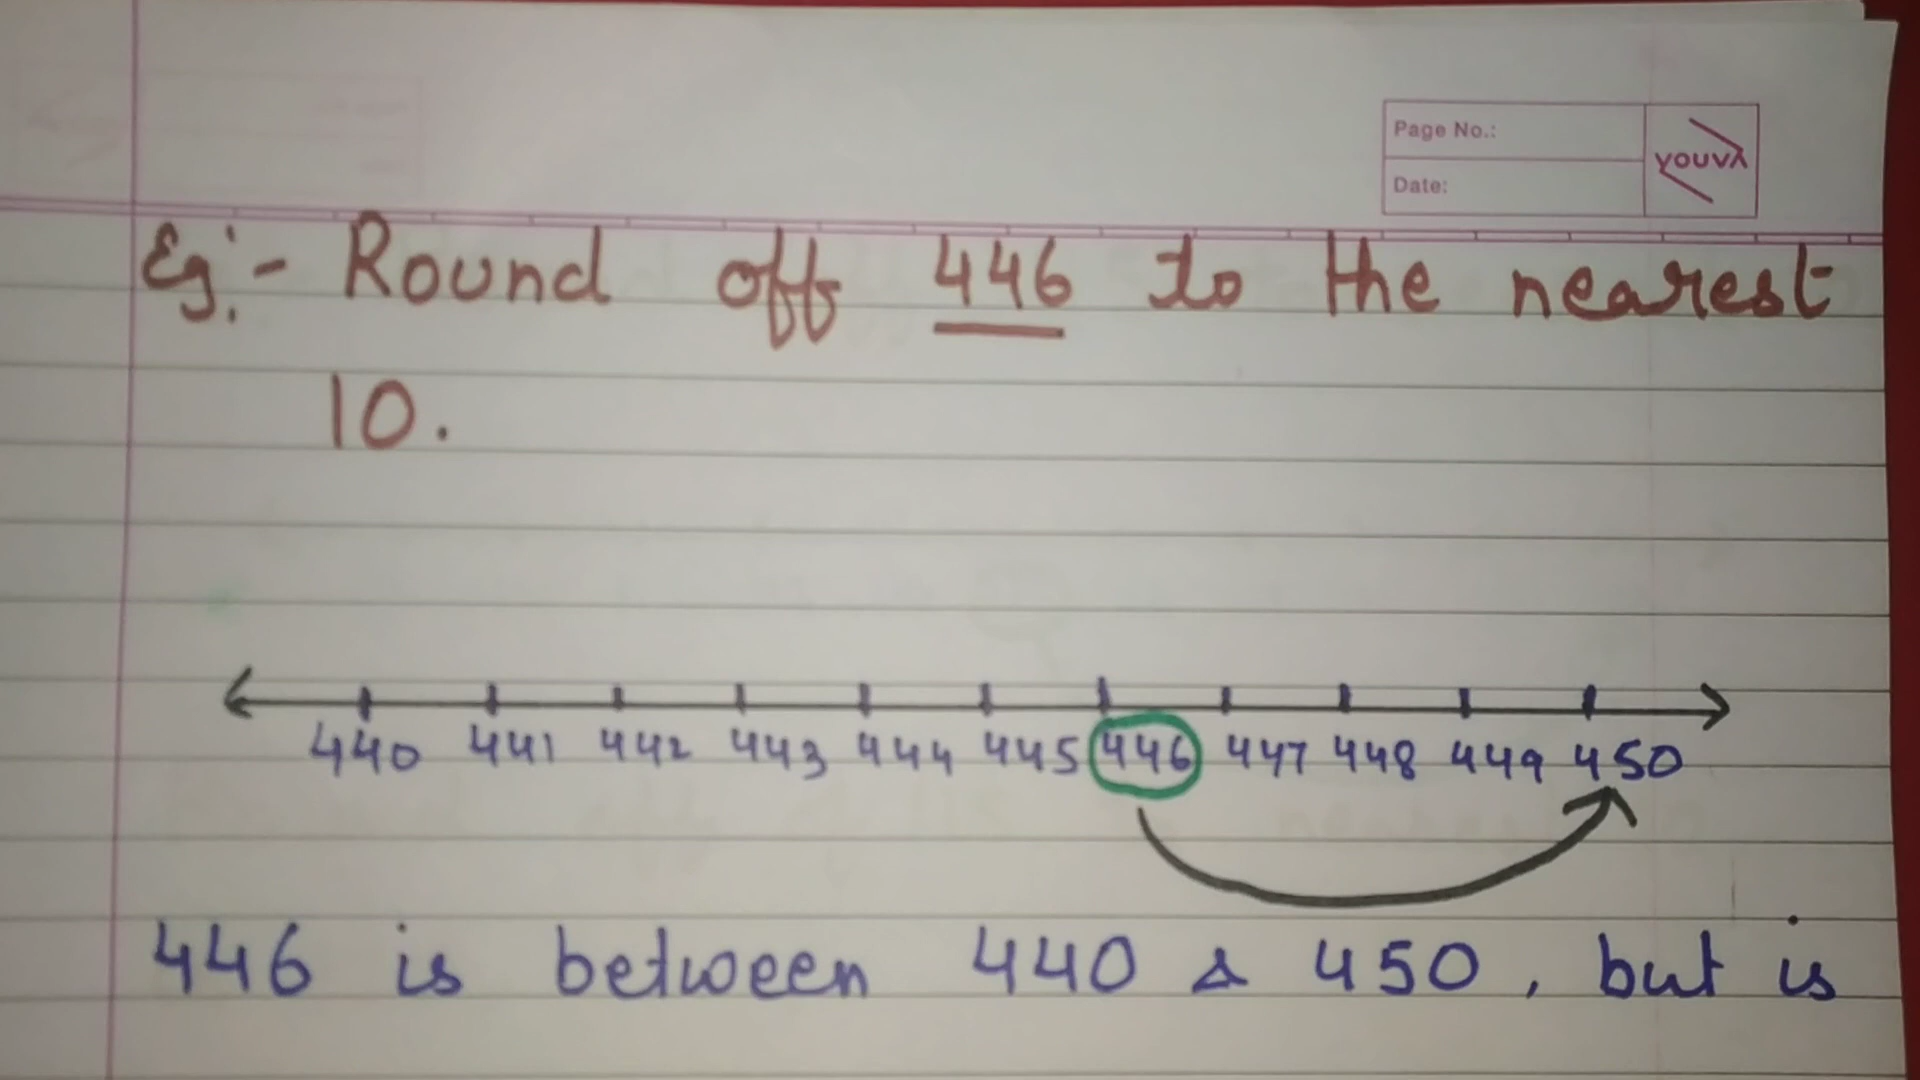 Page No.:
Date:
YOUVA
Eg:- Round off 446 to the nearest
10.
440 441 442 443 444 445 446 447 448 449 450
446 is between 440 & 450, but is